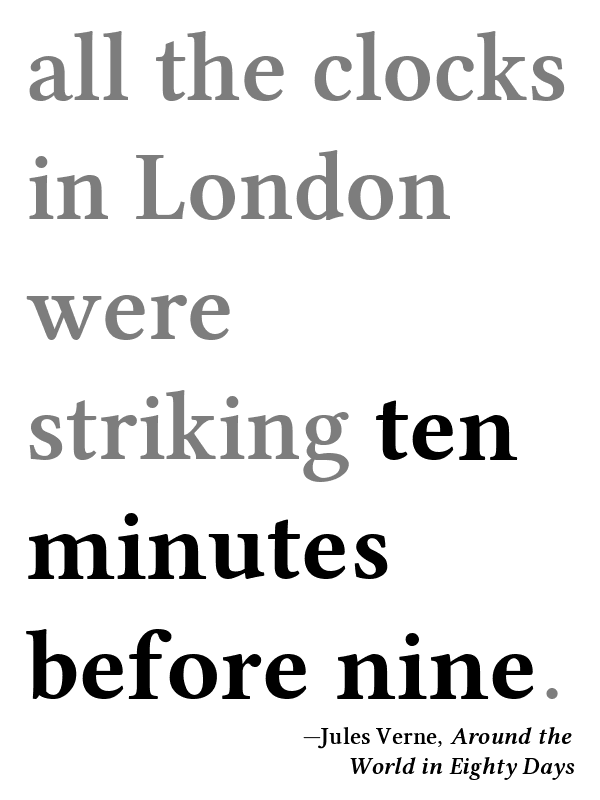 all the clocks
in London
were
striking ten
minutes
before nine.
—Jules Verne, Around the
World in Eighty Days